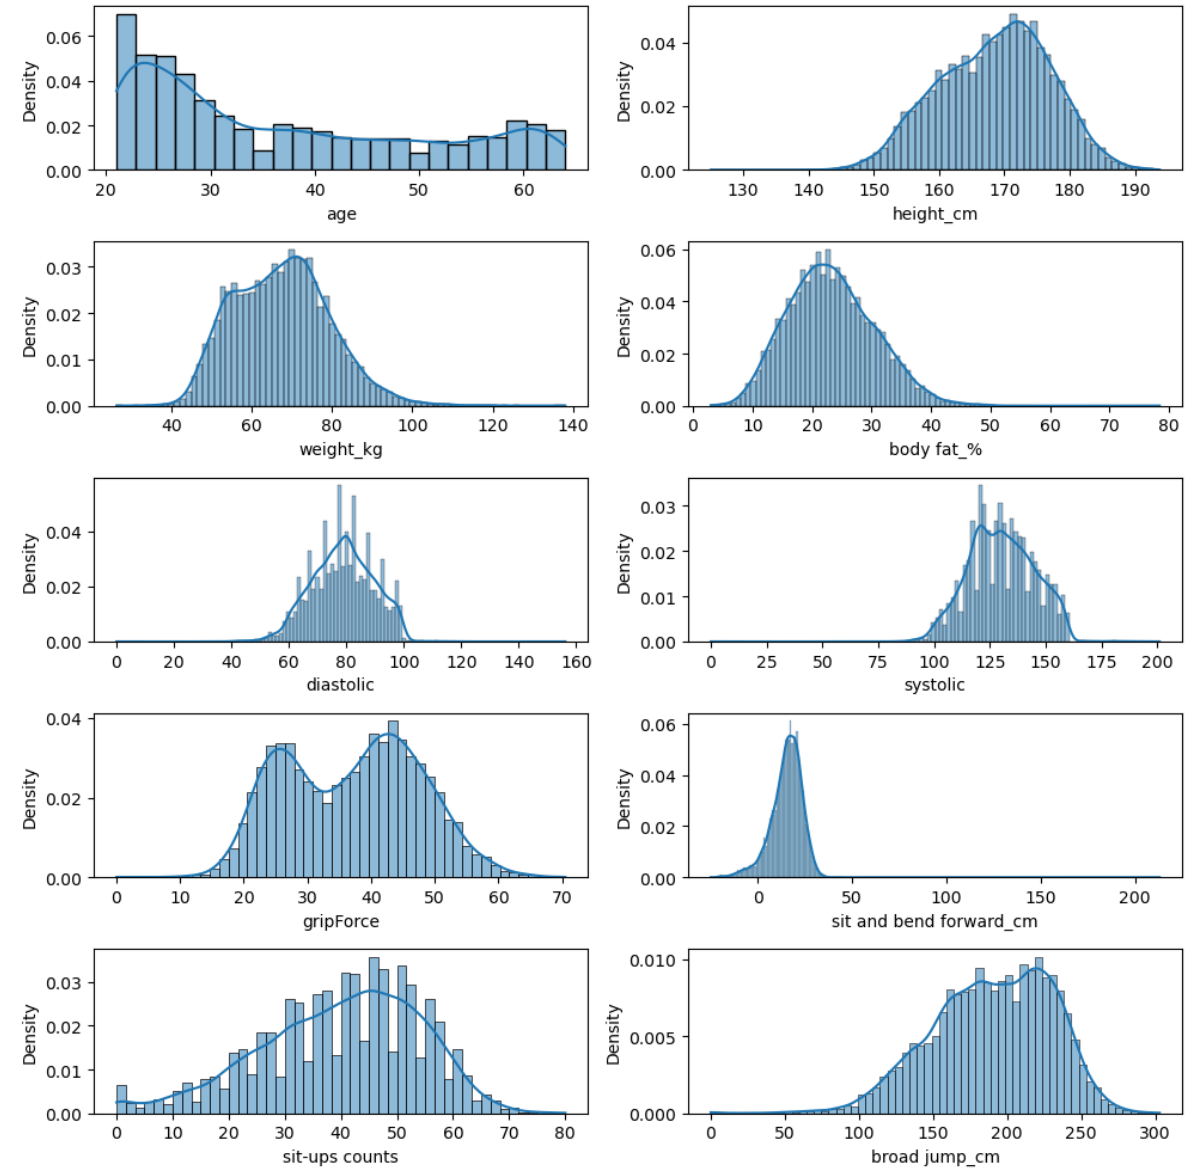 0.06
0.04
0.02
0.00
Density
20 30 40 50 60
age
0.04
0.02
0.00
Density
130 140 150 160 170 180 190
height_cm
0.03
0.02
0.01
0.00
Density
40 60 80 100 120 140
weight_kg
0.06
0.04
0.02
0.00
Density
0 10 20 30 40 50 60 70 80
body fat_%
0.04
0.02
0.00
Density
0 20 40 60 80 100 120 140 160
diastolic
0.03
0.02
0.01
0.00
Density
0 25 50 75 100 125 150 175 200
systolic
0.04
0.02
0.00
Density
0 10 20 30 40 50 60 70
gripForce
0.06
0.04
0.02
0.00
Density
0 50 100 150 200
sit and bend forward_cm
0.03
0.02
0.01
0.00
Density
0 10 20 30 40 50 60 70 80
sit-ups counts
0.010
0.005
0.000
Density
0 50 100 150 200 250 300
broad jump_cm